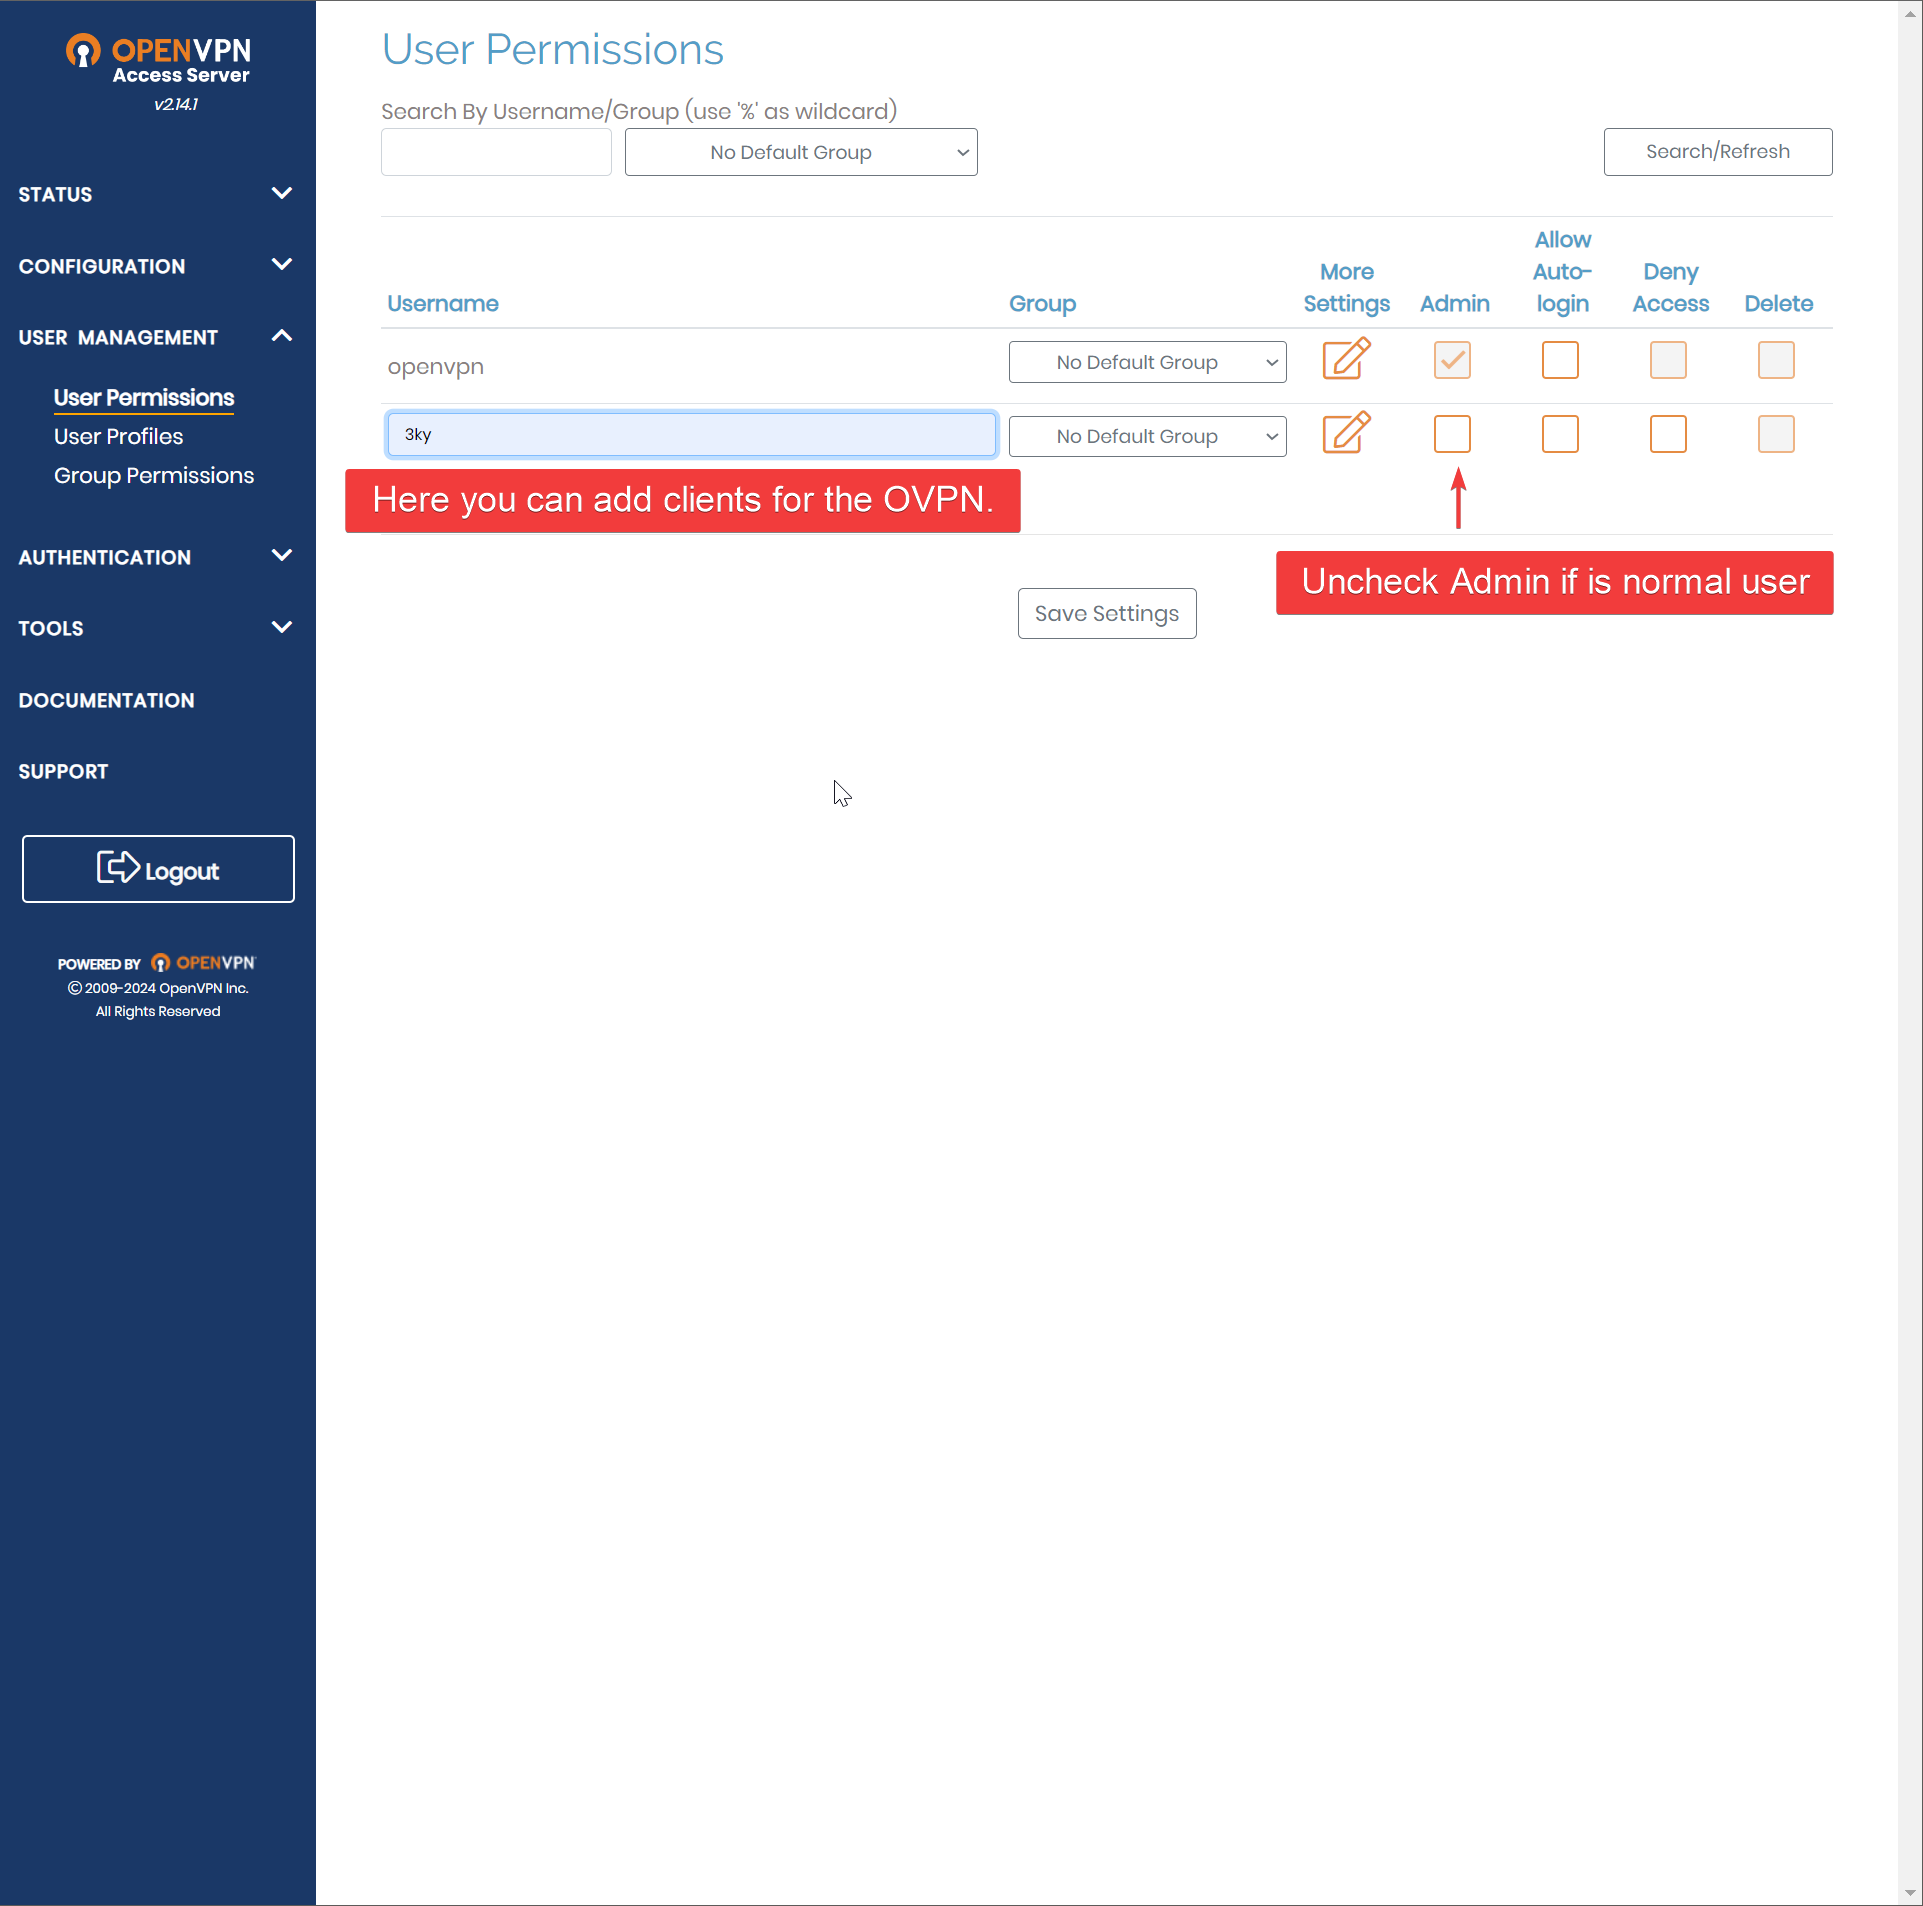 OPENVPN
Access Server
v2.14.1
STATUS
CONFIGURATION
USER MANAGEMENT
User Permissions
User Profiles
Group Permissions
AUTHENTICATION
TOOLS
DOCUMENTATION
SUPPORT
Logout
POWERED BY OPENVPN
© 2009-2024 OpenVPN Inc.
All Rights Reserved
User Permissions
Search By Username/Group (use '%' as wildcard)
No Default Group
Search/Refresh
Username
Group
More Settings
Admin
Allow Auto-login
Deny Access
Delete
openvpn
No Default Group
3ky
No Default Group
Here you can add clients for the OVPN.
Uncheck Admin if is normal user
Save Settings